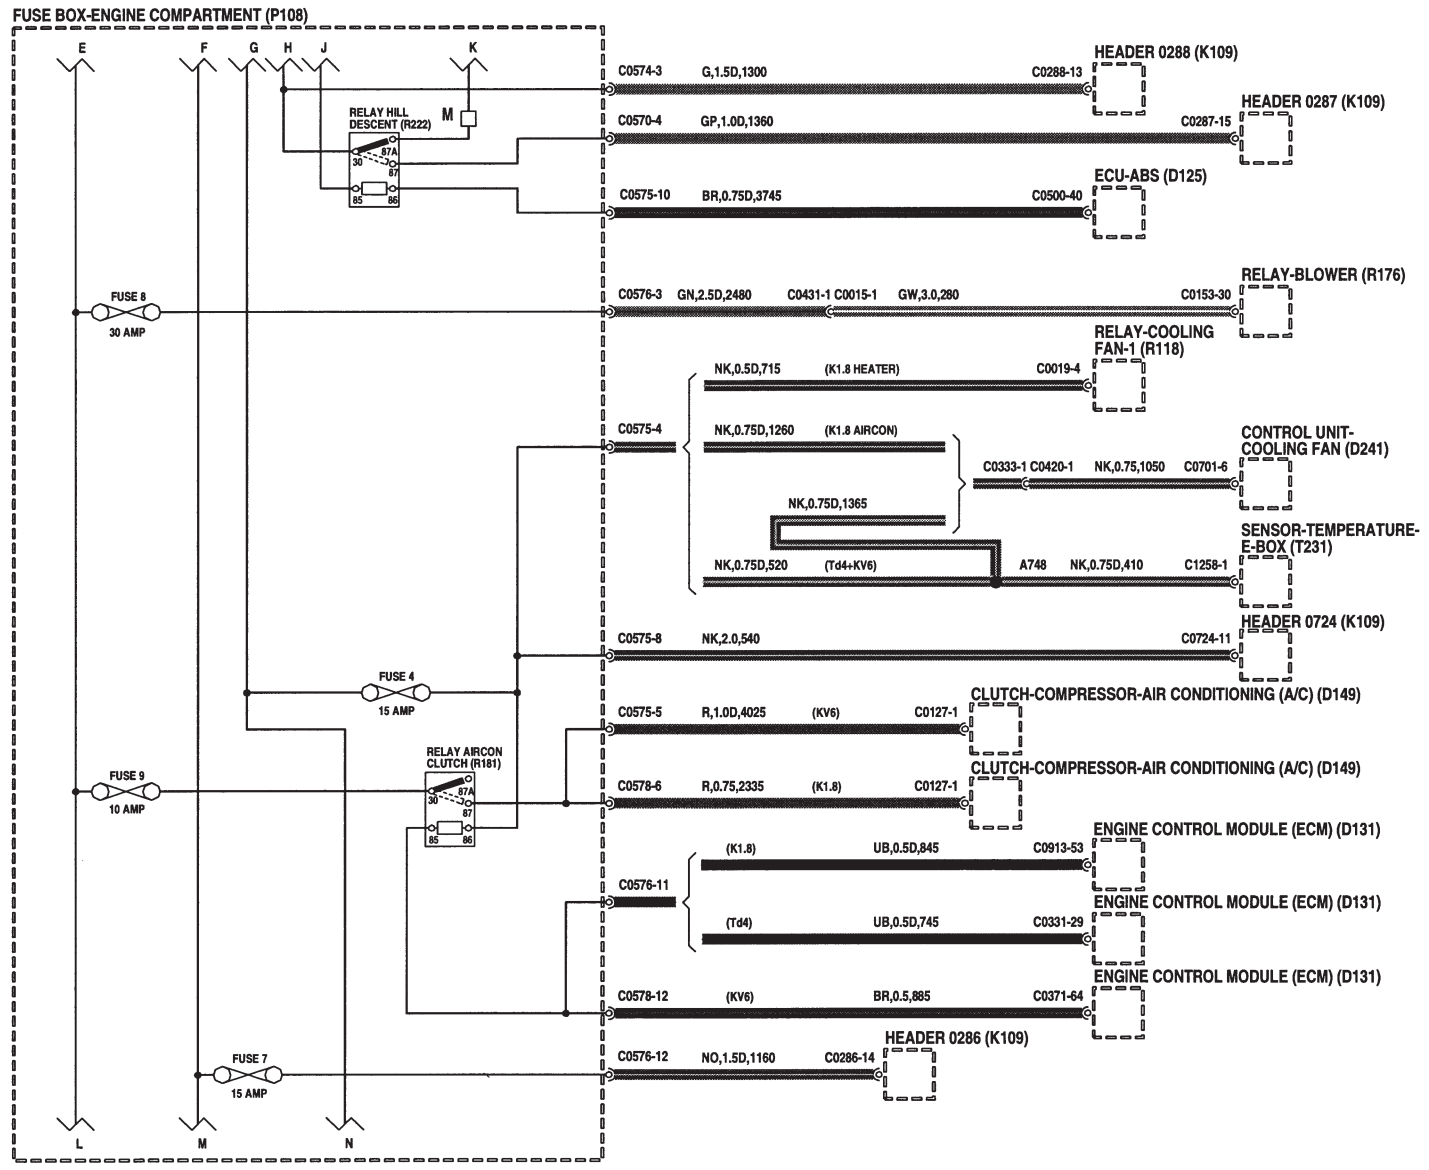 FUSE BOX-ENGINE COMPARTMENT (P108)
E F G H J K
C0574-3 G,1.5D,1300 C0288-13
HEADER 0288 (K109)
RELAY HILL
DESCENT (R222)
M
87A
30
87
85 86
C0570-4 GP,1.0D,1360 C0287-15
HEADER 0287 (K109)
C0575-10 BR,0.75D,3745 C0500-40
ECU-ABS (D125)
FUSE 8
30 AMP
C0576-3 GN,2.5D,2480 C0431-1 C0015-1 GW,3.0,280 C0153-30
RELAY-BLOWER (R176)
RELAY-COOLING
FAN-1 (R118)
NK,0.5D,715 (K1.8 HEATER) C0019-4
C0575-4 NK,0.75D,1260 (K1.8 AIRCON)
CONTROL UNIT-
COOLING FAN (D241)
C0333-1 C0420-1 NK,0.75,1050 C0701-6
NK,0.75D,1365
SENSOR-TEMPERATURE-
E-BOX (T231)
NK,0.75D,520 (Td4+KV6) A748 NK,0.75D,410 C1258-1
HEADER 0724 (K109)
C0575-8 NK,2.0,540 C0724-11
FUSE 4
15 AMP
CLUTCH-COMPRESSOR-AIR CONDITIONING (A/C) (D149)
C0575-5 R,1.0D,4025 (KV6) C0127-1
RELAY AIRCON
CLUTCH (R181)
87A
30
87
85 86
FUSE 9
10 AMP
CLUTCH-COMPRESSOR-AIR CONDITIONING (A/C) (D149)
C0578-6 R,0.75,2335 (K1.8) C0127-1
ENGINE CONTROL MODULE (ECM) (D131)
(K1.8) UB,0.5D,845 C0913-53
C0576-11
ENGINE CONTROL MODULE (ECM) (D131)
(Td4) UB,0.5D,745 C0331-29
ENGINE CONTROL MODULE (ECM) (D131)
C0578-12 (KV6) BR,0.5,885 C0371-64
HEADER 0286 (K109)
FUSE 7
15 AMP
C0576-12 NO,1.5D,1160 C0286-14
L M N